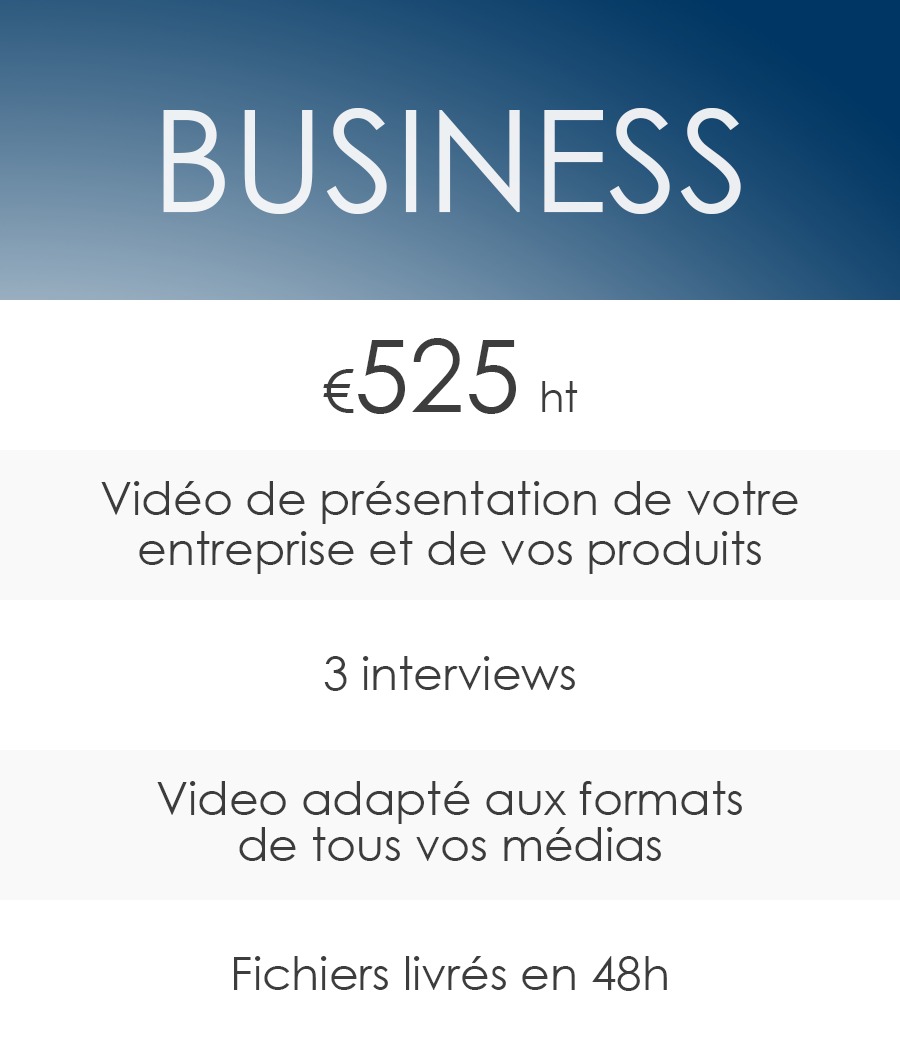 BUSINESS
€525 ht
Vidéo de présentation de votre
entreprise et de vos produits
3 interviews
Video adapté aux formats
de tous vos médias
Fichiers livrés en 48h